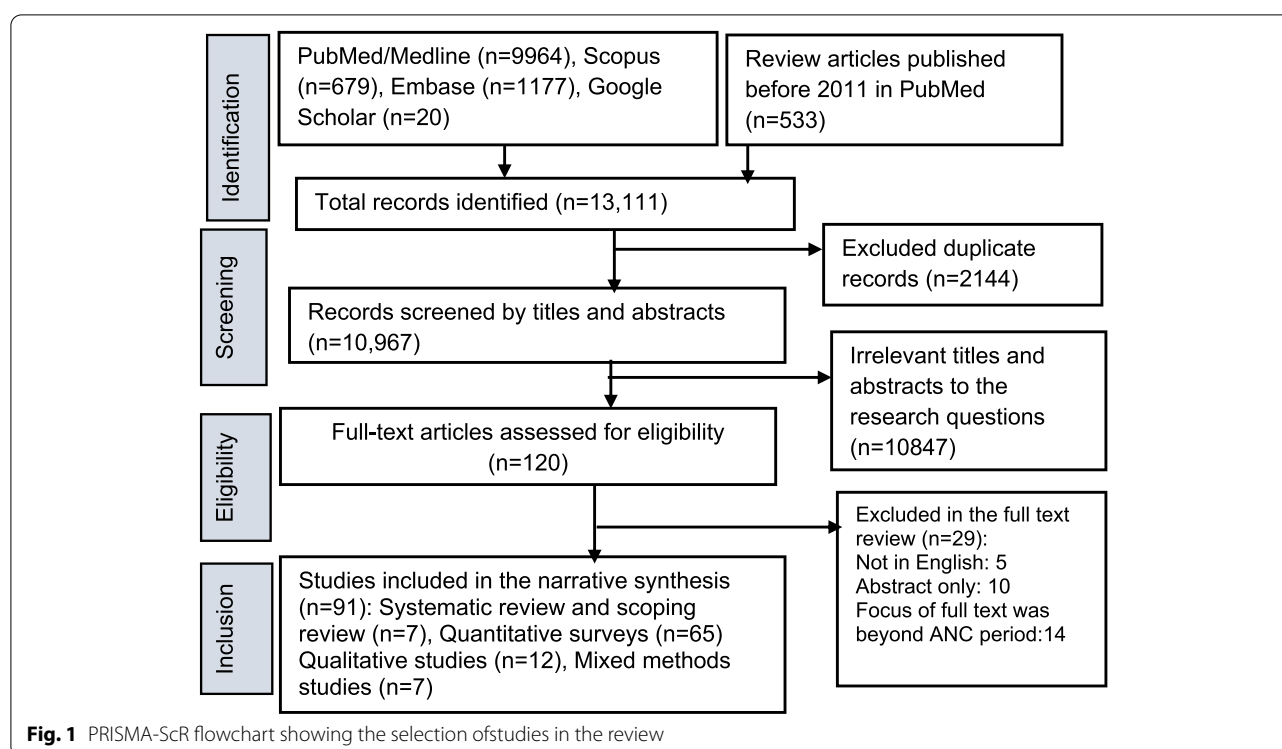 Identification
PubMed/Medline (n=9964), Scopus
(n=679), Embase (n=1177), Google
Scholar (n=20)
Review articles published
before 2011 in PubMed
(n=533)
Total records identified (n=13,111)
Screening
Excluded duplicate
records (n=2144)
Records screened by titles and abstracts
(n=10,967)
Irrelevant titles and
abstracts to the
research questions
(n=10847)
Eligibility
Full-text articles assessed for eligibility
(n=120)
Excluded in the full text
review (n=29):
Not in English: 5
Abstract only: 10
Focus of full text was
beyond ANC period:14
Inclusion
Studies included in the narrative synthesis
(n=91): Systematic review and scoping
review (n=7), Quantitative surveys (n=65)
Qualitative studies (n=12), Mixed methods
studies (n=7)
Fig. 1 PRISMA-ScR flowchart showing the selection ofstudies in the review